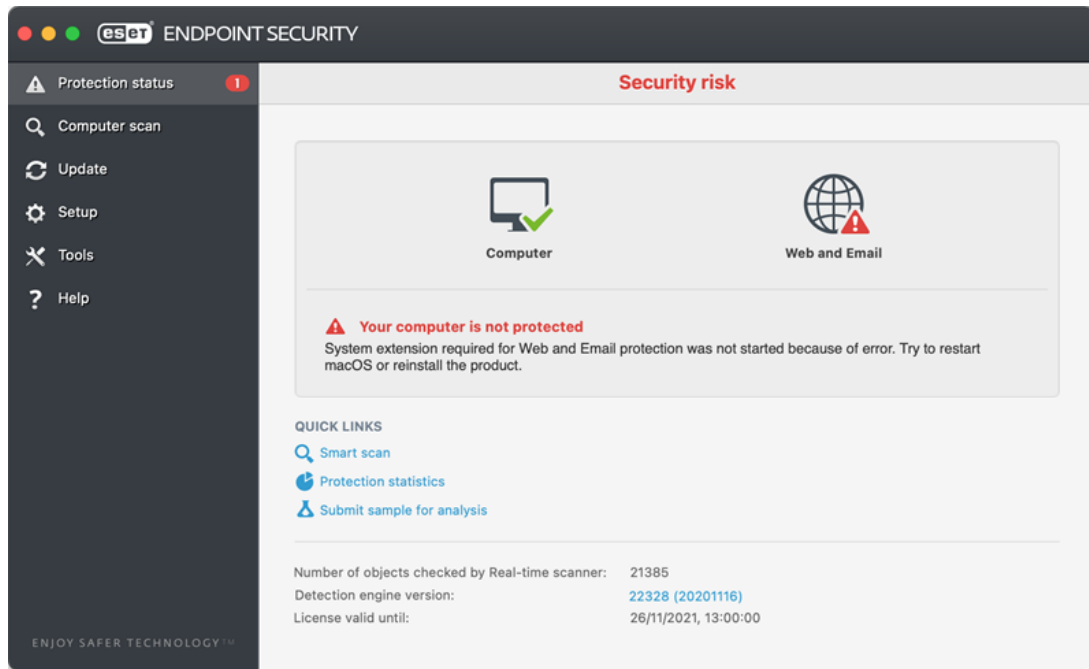 eset ENDPOINT SECURITY
Protection status 1
Computer scan
Update
Setup
Tools
? Help
ENJOY SAFER TECHNOLOGY™
Security risk
Computer
Web and Email
Your computer is not protected
System extension required for Web and Email protection was not started because of error. Try to restart
macOS or reinstall the product.
QUICK LINKS
Smart scan
Protection statistics
Submit sample for analysis
Number of objects checked by Real-time scanner: 21385
Detection engine version: 22328 (20201116)
License valid until: 26/11/2021, 13:00:00